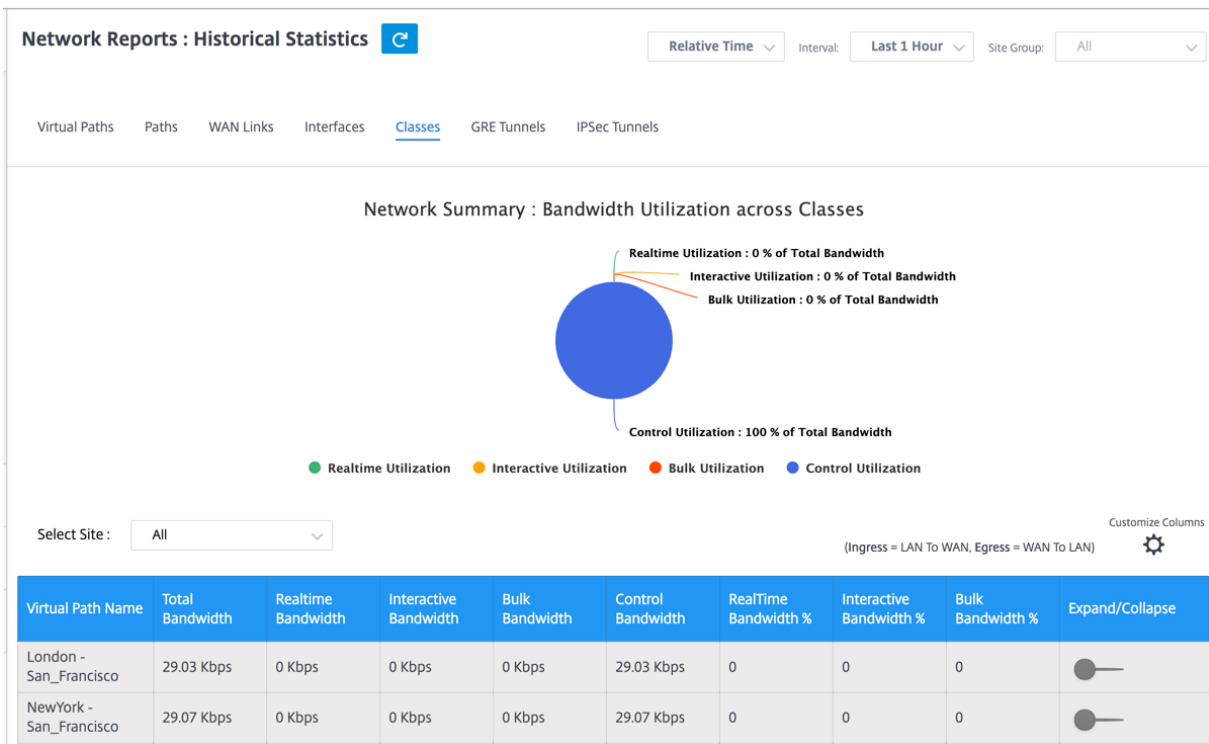 Network Reports : Historical Statistics
Relative Time
Interval:
Last 1 Hour
Site Group:
All
Virtual Paths
Paths
WAN Links
Interfaces
Classes
GRE Tunnels
IPSec Tunnels
Network Summary : Bandwidth Utilization across Classes
Realtime Utilization : 0 % of Total Bandwidth
Interactive Utilization : 0 % of Total Bandwidth
Bulk Utilization : 0 % of Total Bandwidth
Control Utilization : 100 % of Total Bandwidth
Realtime Utilization
Interactive Utilization
Bulk Utilization
Control Utilization
Select Site :
All
Customize Columns
(Ingress = LAN To WAN, Egress = WAN To LAN)
Virtual Path Name
Total
Bandwidth
Realtime
Bandwidth
Interactive
Bandwidth
Bulk
Bandwidth
Control
Bandwidth
RealTime
Bandwidth %
Interactive
Bandwidth %
Bulk
Bandwidth %
Expand/Collapse
London -
San_Francisco
29.03 Kbps
0 Kbps
0 Kbps
0 Kbps
29.03 Kbps
0
0
0
NewYork -
San_Francisco
29.07 Kbps
0 Kbps
0 Kbps
0 Kbps
29.07 Kbps
0
0
0